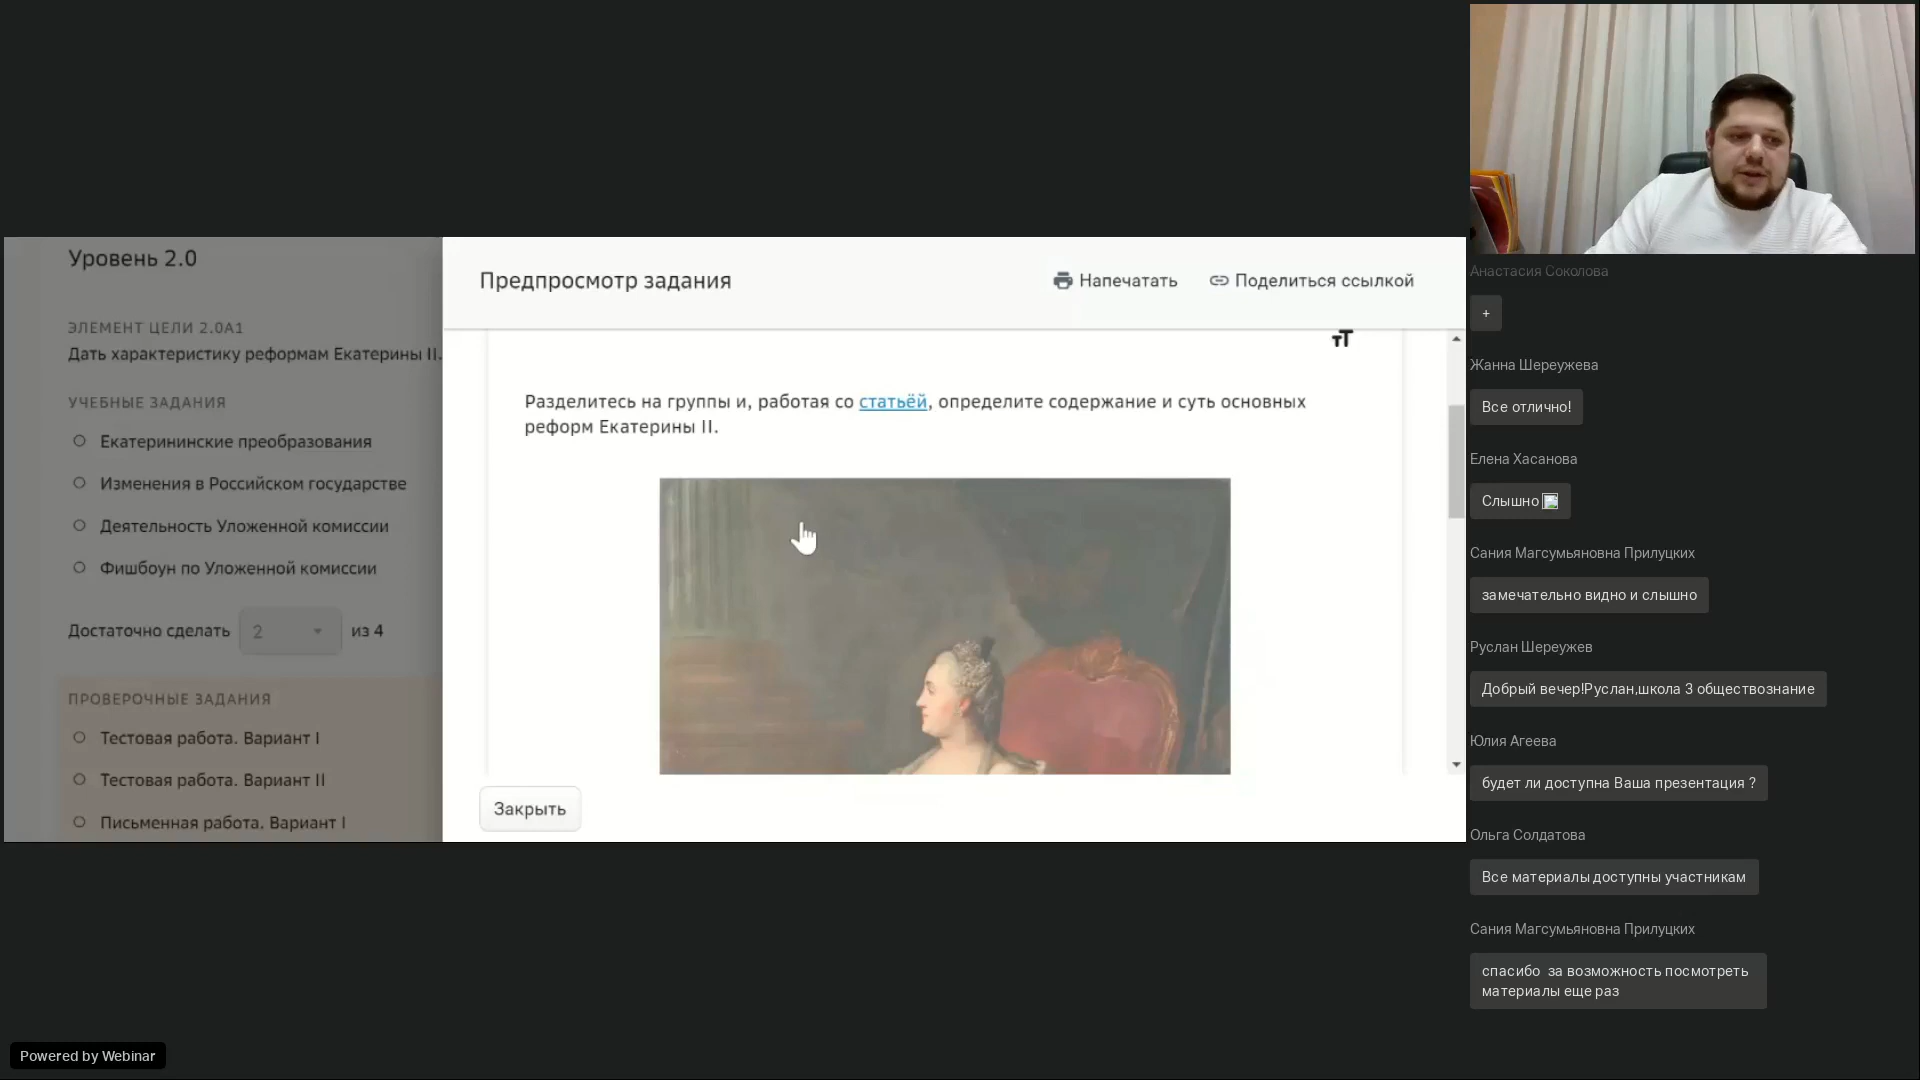 Уровень 2.0
ЭЛЕМЕНТ ЦЕЛИ 2.0А1
Дать характеристику реформам Екатерины II.
УЧЕБНЫЕ ЗАДАНИЯ
Екатерининские преобразования
Изменения в Российском государстве
Деятельность Уложенной комиссии
Фишбоун по Уложенной комиссии
Достаточно сделать 2 из 4
ПРОВЕРОЧНЫЕ ЗАДАНИЯ
Тестовая работа. Вариант I
Тестовая работа. Вариант II
Письменная работа. Вариант I
Предпросмотр задания
Напечатать
Поделиться ссылкой
тТ
Разделитесь на группы и, работая со статьёй, определите содержание и суть основных
реформ Екатерины II.
Закрыть
Анастасия Соколова
+
Жанна Шереужева
Все отлично!
Елена Хасанова
Слышно
Сания Магсумьяновна Прилуцких
замечательно видно и слышно
Руслан Шереужев
Добрый вечер!Руслан,школа 3 обществознание
Юлия Агеева
будет ли доступна Ваша презентация ?
Ольга Солдатова
Все материалы доступны участникам
Сания Магсумьяновна Прилуцких
спасибо  за возможность посмотреть
материалы еще раз
Powered by Webinar